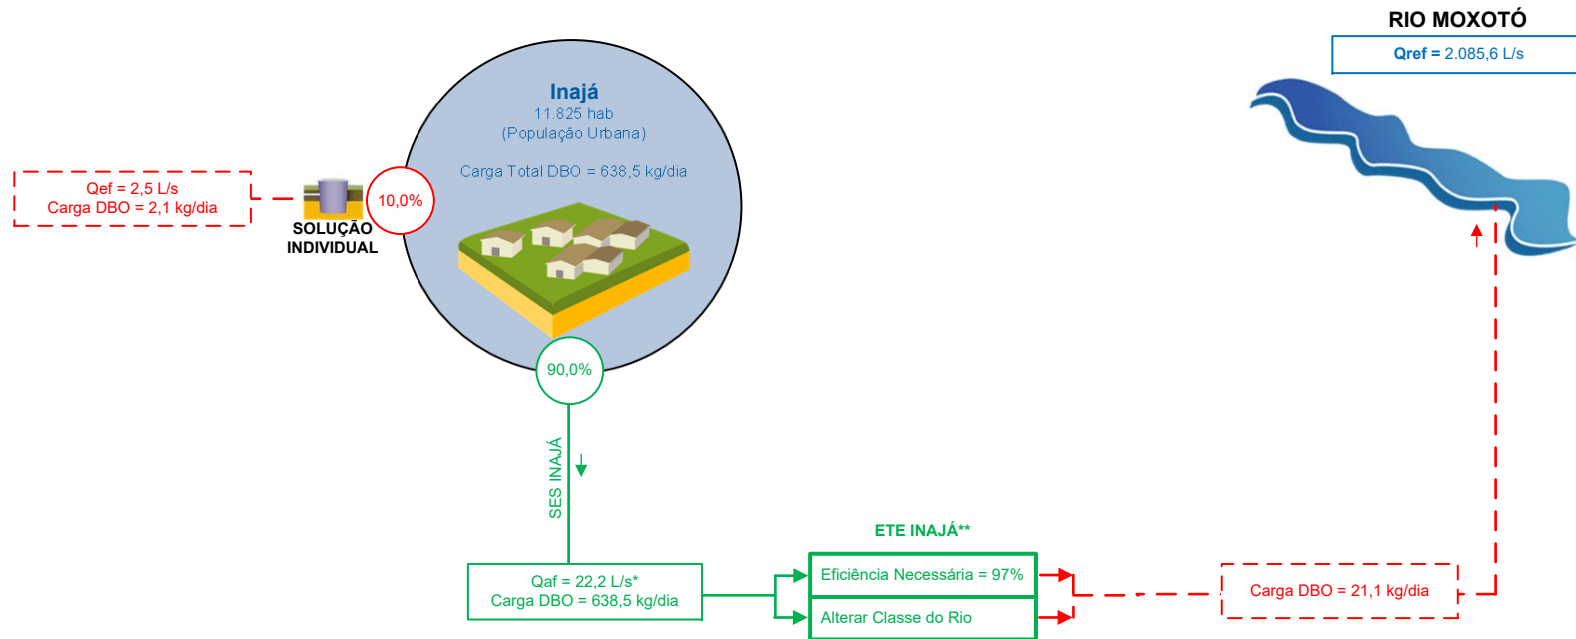 RIO MOXOTÓ
Qref = 2.085,6 L/s
Inajá
11.825 hab
(População Urbana)
Carga Total DBO = 638,5 kg/dia
Qef = 2,5 L/s
Carga DBO = 2,1 kg/dia
10,0%
SOLUÇÃO
INDIVIDUAL
90,0%
SES INAJÁ
ETE INAJÁ**
Qaf = 22,2 L/s*
Carga DBO = 638,5 kg/dia
Eficiência Necessária = 97%
Alterar Classe do Rio
Carga DBO = 21,1 kg/dia